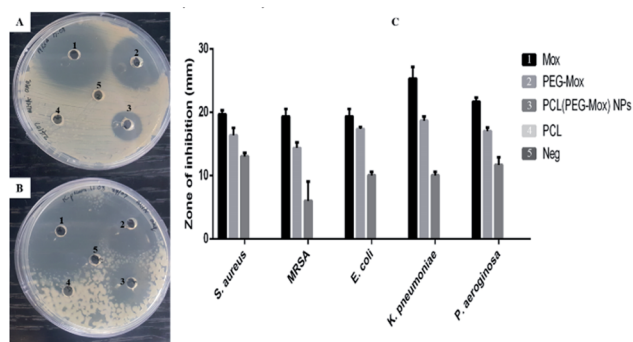 A
1
2
5
4
3
B
1
2
5
4
3
C
Zone of inhibition (mm)
30
20
10
0
S. aureus
MRSA
E. coli
K. pneumoniae
P. aeroginosa
1 Mox
2 PEG-Mox
3 PCL(PEG-Mox) NPs
4 PCL
5 Neg